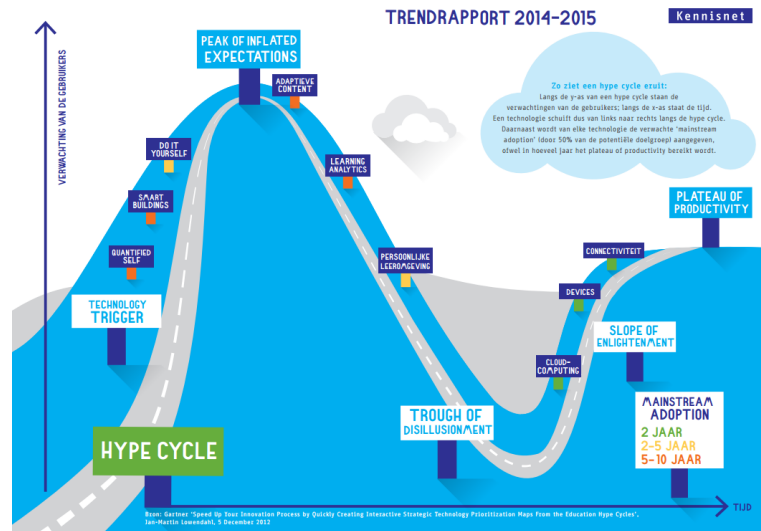 TRENDRAPPORT 2014-2015
Kennisnet
VERWACHTING VAN DE GEBRUIKERS
PEAK OF INFLATED
EXPECTATIONS
ADAPTIEVE
CONTENT
Zo ziet een hype cycle eruit:
Langs de y-as van een hype cycle staan de
verwachtingen van de gebruikers; langs de x-as staat de tijd.
Een technologie schuift dus van links naar rechts langs de hype cycle.
Daarnaast wordt van elke technologie de verwachte 'mainstream
adoption' (door 50% van de potentiële doelgroep) aangegeven,
ofwel in hoeveel jaar het plateau of productivity bereikt wordt.
DO IT
YOURSELF
LEARNING
ANALYTICS
SMART
BUILDINGS
PLATEAU OF
PRODUCTIVITY
QUANTIFIED
SELF
PERSOONLIJKE
LEEROMGEVING
CONNECTIVITEIT
DEVICES
TECHNOLOGY
TRIGGER
SLOPE OF
ENLIGHTENMENT
CLOUD-
COMPUTING
TROUGH OF
DISILLUSIONMENT
MAINSTREAM
ADOPTION
2 JAAR
2-5 JAAR
5-10 JAAR
HYPE CYCLE
TIJD
Bron: Gartner 'Speed Up Your Innovation Process by Quickly Creating Interactive Strategic Technology Prioritization Maps From the Education Hype Cycles',
Jan-Martin Lowendahl, 5 December 2012